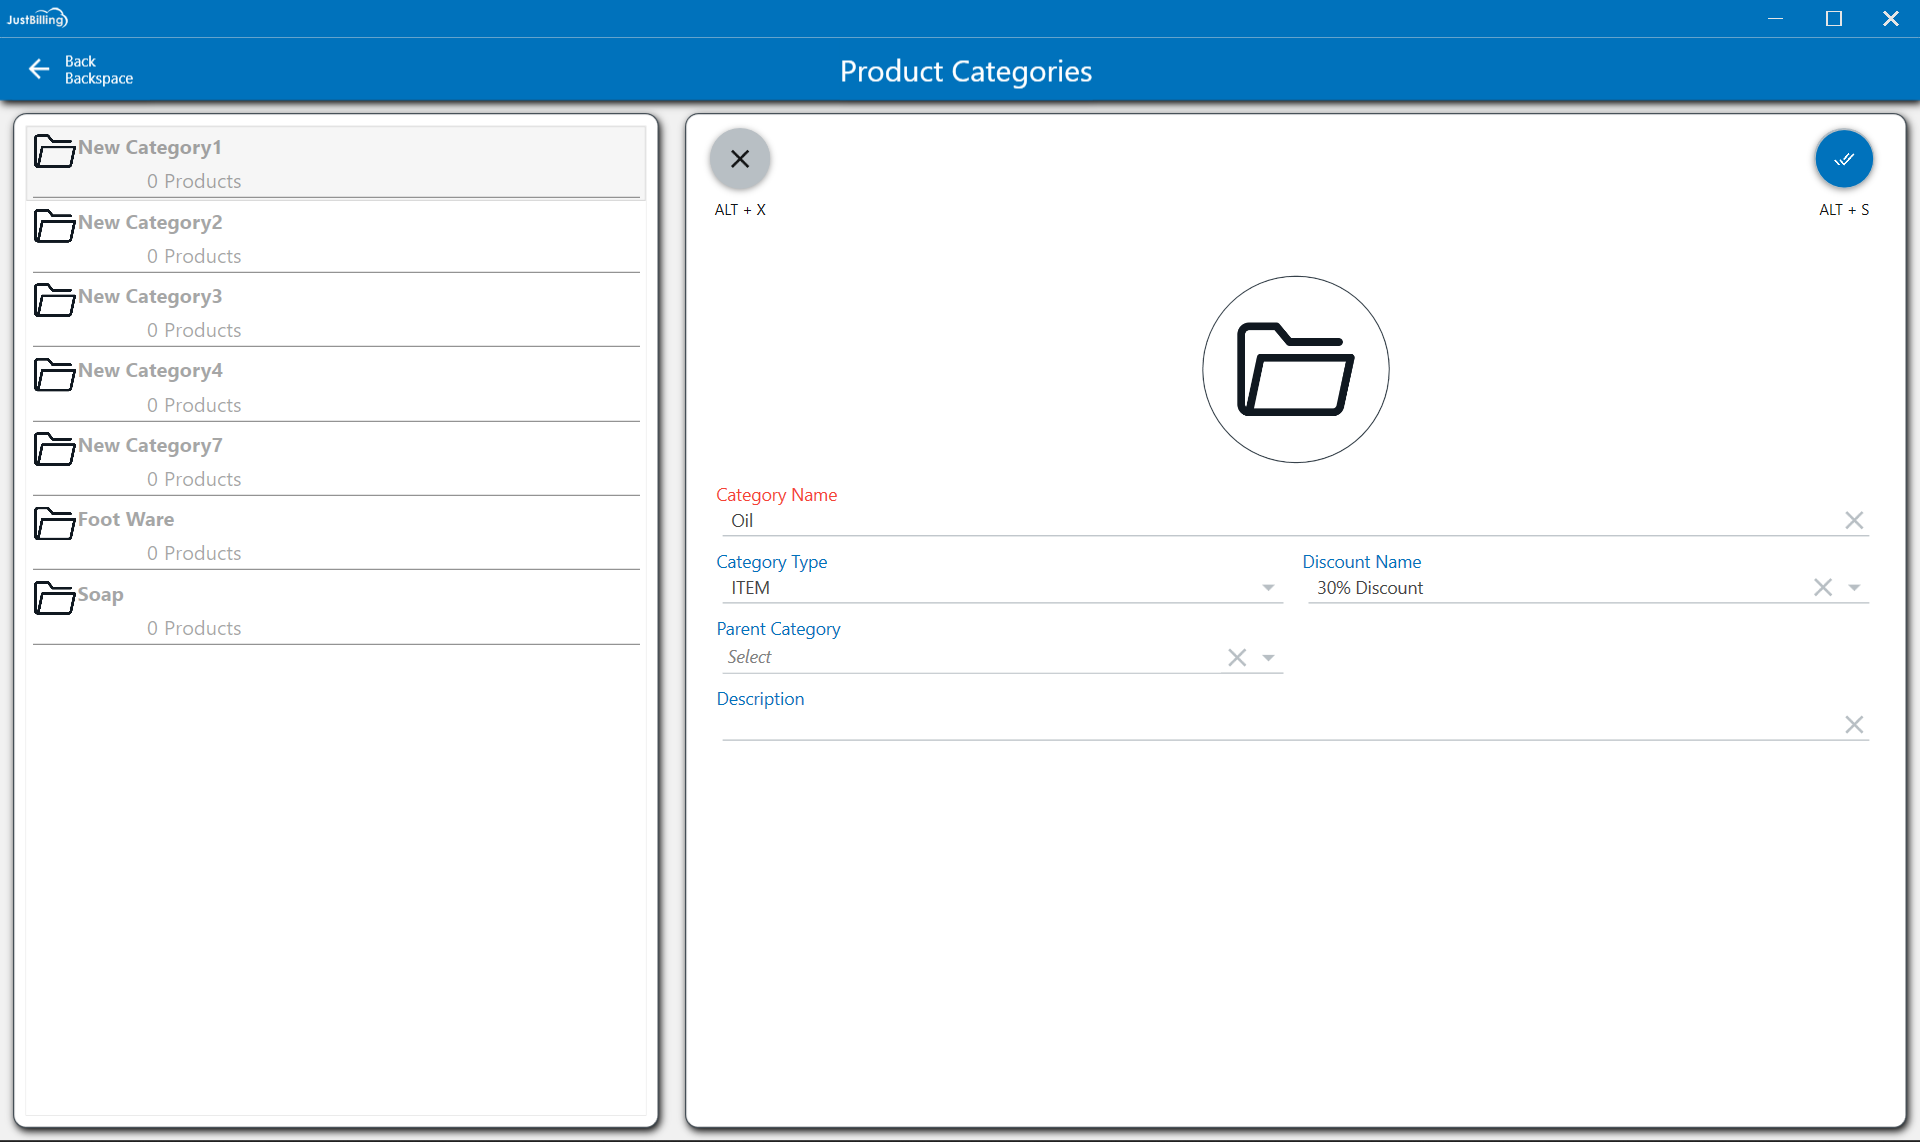 JustBilling
Back
Backspace
Product Categories
New Category1
0 Products
New Category2
0 Products
New Category3
0 Products
New Category4
0 Products
New Category7
0 Products
Foot Ware
0 Products
Soap
0 Products
ALT + X
ALT + S
Category Name
Oil
Category Type
Discount Name
ITEM
30% Discount
Parent Category
Select
Description